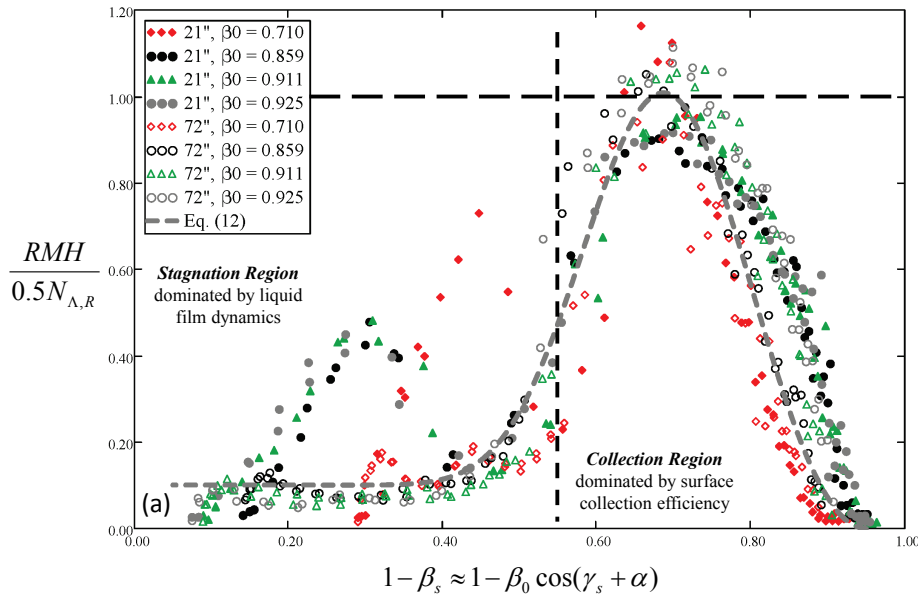 1.20
1.00
0.80
0.60
0.40
0.20
0.00
21", β0 = 0.710
21", β0 = 0.859
21", β0 = 0.911
21", β0 = 0.925
72", β0 = 0.710
72", β0 = 0.859
72", β0 = 0.911
72", β0 = 0.925
Eq. (12)
RMH
0.5N_{Λ,R}
Stagnation Region
dominated by liquid
film dynamics
Collection Region
dominated by surface
collection efficiency
(a)
0.00 0.20 0.40 0.60 0.80 1.00
1 − β_s ≈ 1 − β_0 cos(γ_s + α)